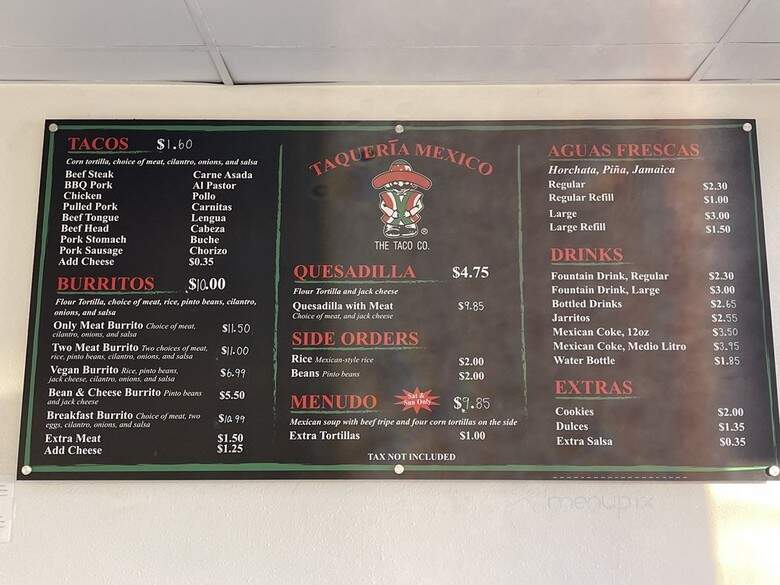 TACOS $1.60
Corn tortilla, choice of meat, cilantro, onions, and salsa
Beef Steak Carne Asada
BBQ Pork Al Pastor
Chicken Pollo
Pulled Pork Carnitas
Beef Tongue Lengua
Beef Head Cabeza
Pork Stomach Buche
Pork Sausage Chorizo
Add Cheese $0.35
BURRITOS $10.00
Flour Tortilla, choice of meat, rice, pinto beans, cilantro,
onions, and salsa
Only Meat Burrito Choice of meat, $11.50
cilantro, onions, and salsa
Two Meat Burrito Two choices of meat, $11.00
rice, pinto beans, cilantro, onions, and salsa
Vegan Burrito Rice, pinto beans, $6.99
jack cheese, cilantro, onions, and salsa
Bean & Cheese Burrito Pinto beans $5.50
and jack cheese
Breakfast Burrito Choice of meat, two
eggs, cilantro, onions, and salsa
Extra Meat $1.50
Add Cheese $1.25
TAQUERÍA MEXICO
®
THE TACO CO.
QUESADILLA $4.75
Flour Tortilla and jack cheese
Quesadilla with Meat $9.85
Choice of meat, and jack cheese
SIDE ORDERS
Rice Mexican-style rice $2.00
Beans Pinto beans $2.00
MENUDO Sat & Sun Only $9.85
Mexican soup with beef tripe and four corn tortillas on the side
Extra Tortillas $1.00
TAX NOT INCLUDED
AGUAS FRESCAS
Horchata, Piña, Jamaica
Regular $2.30
Regular Refill $1.00
Large $3.00
Large Refill $1.50
DRINKS
Fountain Drink, Regular $2.30
Fountain Drink, Large $3.00
Bottled Drinks $2.65
Jarritos $2.55
Mexican Coke, 12oz $3.50
Mexican Coke, Medio Litro $3.95
Water Bottle $1.85
EXTRAS
Cookies $2.00
Dulces $1.35
Extra Salsa $0.35
menupix